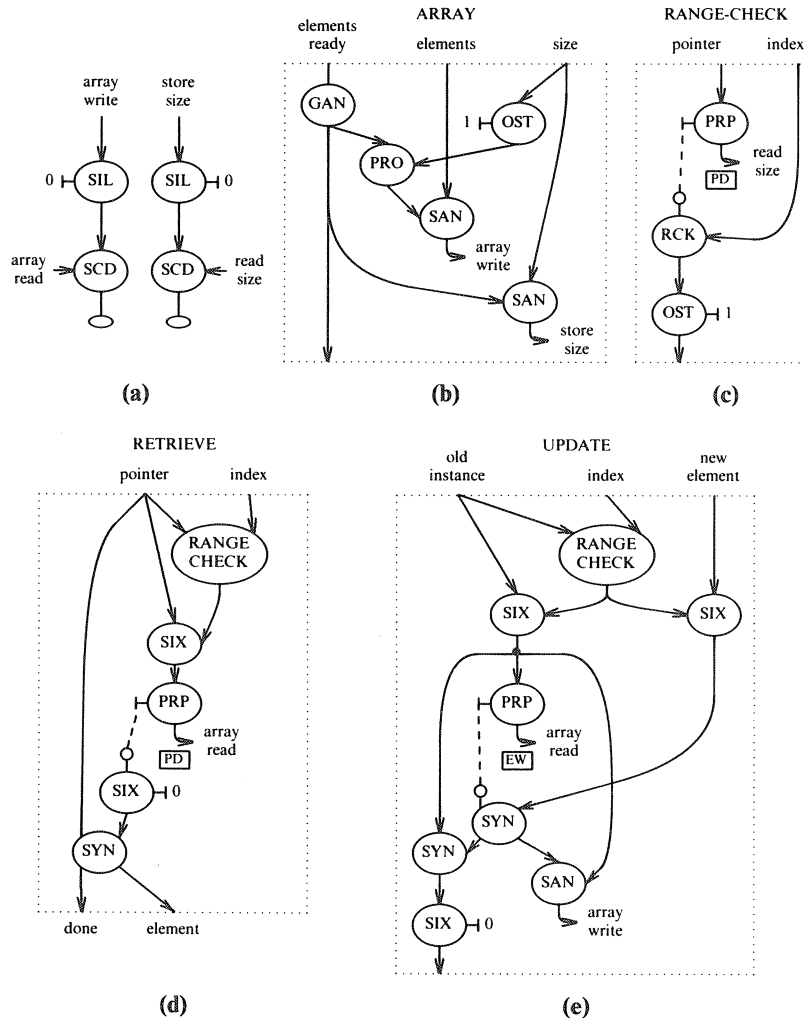 array
write
store
size
0 SIL
SIL 0
SCD
SCD
array
read
read
size
(a)
ARRAY
elements
ready
elements
size
GAN
1 OST
PRO
SAN
array
write
SAN
store
size
(b)
RANGE-CHECK
pointer
index
PRP
read
size
PD
RCK
OST 1
(c)
RETRIEVE
pointer
index
RANGE
CHECK
SIX
PRP
array
read
PD
SIX 0
SYN
done
element
(d)
UPDATE
old
instance
index
new
element
RANGE
CHECK
SIX
SIX
PRP
array
read
EW
SYN
SYN
SAN
array
write
SIX 0
(e)